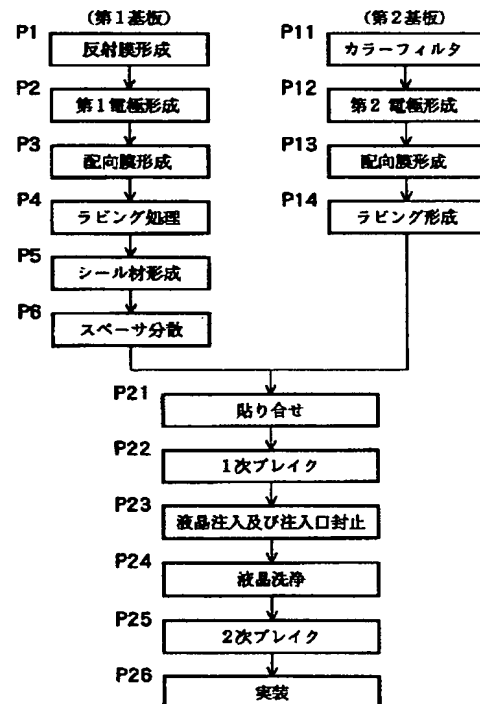 (第1基板)
P1
反射膜形成
P2
第1電極形成
P3
配向膜形成
P4
ラビング処理
P5
シール材形成
P6
スペーサ分散
(第2基板)
P11
カラーフィルタ
P12
第2 電極形成
P13
配向膜形成
P14
ラビング形成
P21
貼り合せ
P22
1次ブレイク
P23
液晶注入及び注入口封止
P24
液晶洗浄
P25
2次ブレイク
P26
実装